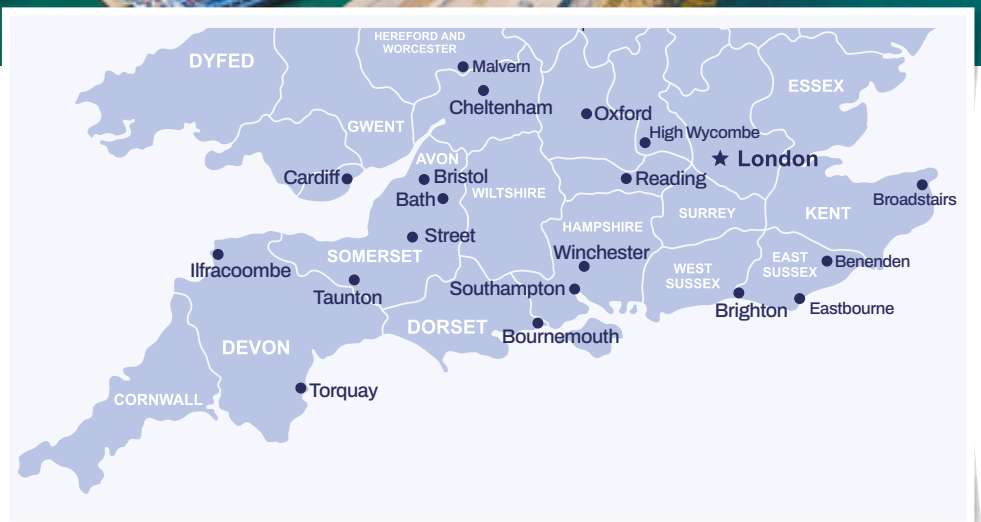 HEREFORD AND
WORCESTER
DYFED
Malvern
ESSEX
Cheltenham
Oxford
GWENT
High Wycombe
AVON
London
Cardiff
Bristol
Reading
WILTSHIRE
Bath
Broadstairs
SURREY
KENT
HAMPSHIRE
Street
Winchester
SOMERSET
EAST
SUSSEX
Benenden
Ilfracoombe
WEST
SUSSEX
Southampton
Taunton
Brighton
Eastbourne
DORSET
Bournemouth
DEVON
Torquay
CORNWALL